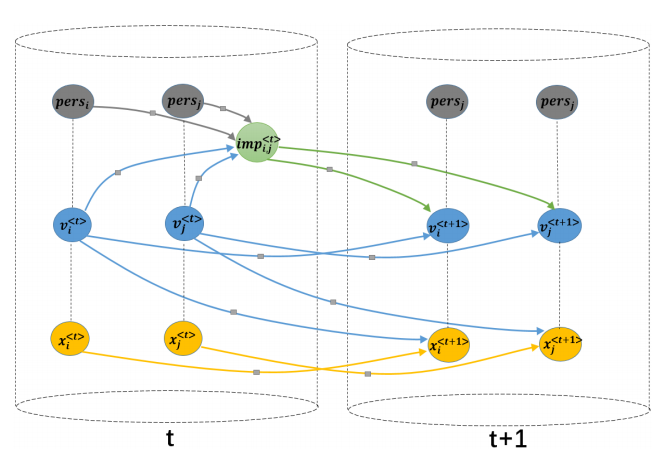 pers_i pers_j pers_j pers_j
imp_{i,j}^{<t>}
v_i^{<t>} v_j^{<t>} v_i^{<t+1>} v_j^{<t+1>}
x_i^{<t>} x_j^{<t>} x_i^{<t+1>} x_j^{<t+1>}
t t+1